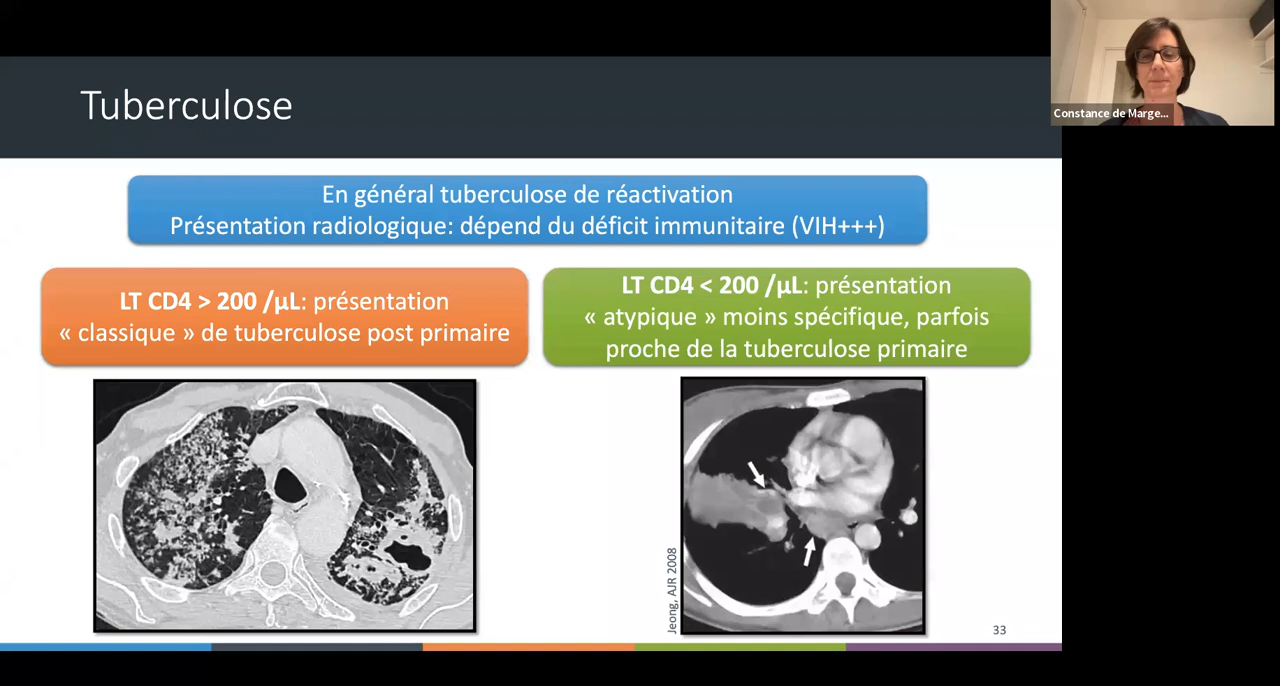 Tuberculose
Constance de Marge...
En général tuberculose de réactivation
Présentation radiologique: dépend du déficit immunitaire (VIH+++)
LT CD4 > 200 /µL: présentation
« classique » de tuberculose post primaire
LT CD4 < 200 /µL: présentation
« atypique » moins spécifique, parfois
proche de la tuberculose primaire
Jeong, AJR 2008
33